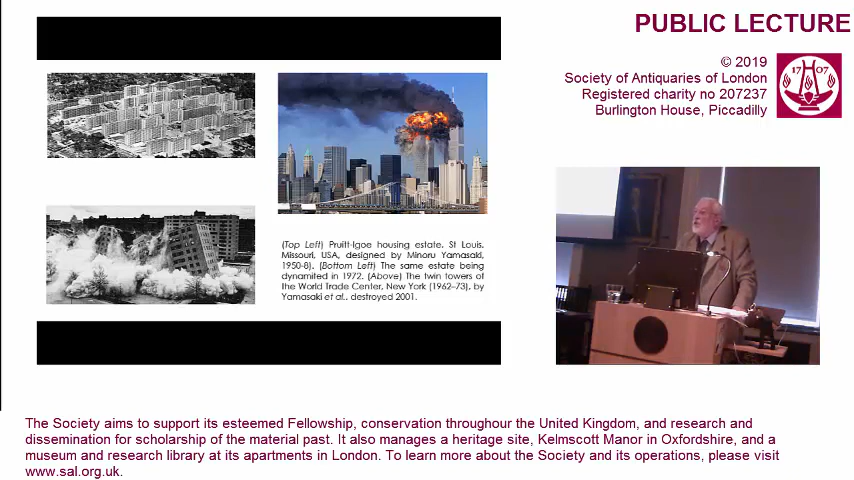 PUBLIC LECTURE
© 2019
Society of Antiquaries of London
Registered charity no 207237
Burlington House, Piccadilly
17 07
(Top Left) Pruitt-Igoe housing estate, St Louis,
Missouri, USA, designed by Minoru Yamasaki,
1950-8). (Bottom Left) The same estate being
dynamited in 1972. (Above) The twin towers of
the World Trade Center, New York (1962–73), by
Yamasaki et al., destroyed 2001.
The Society aims to support its esteemed Fellowship, conservation throughour the United Kingdom, and research and
dissemination for scholarship of the material past. It also manages a heritage site, Kelmscott Manor in Oxfordshire, and a
museum and research library at its apartments in London. To learn more about the Society and its operations, please visit
www.sal.org.uk.